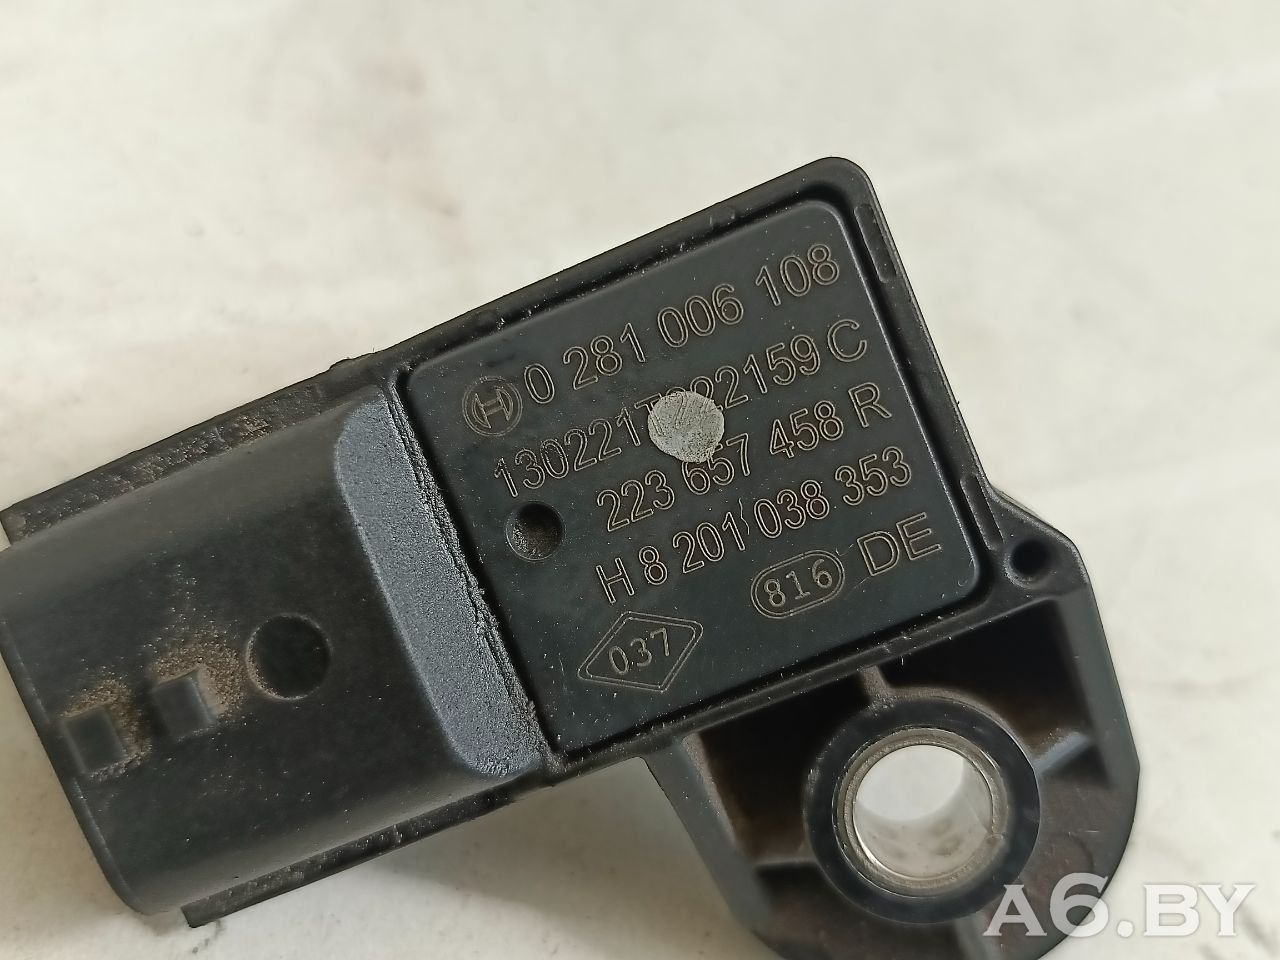 0 281 006 108
223 657 458 R
H 8 201 038 353
816 DE
037
A6.BY